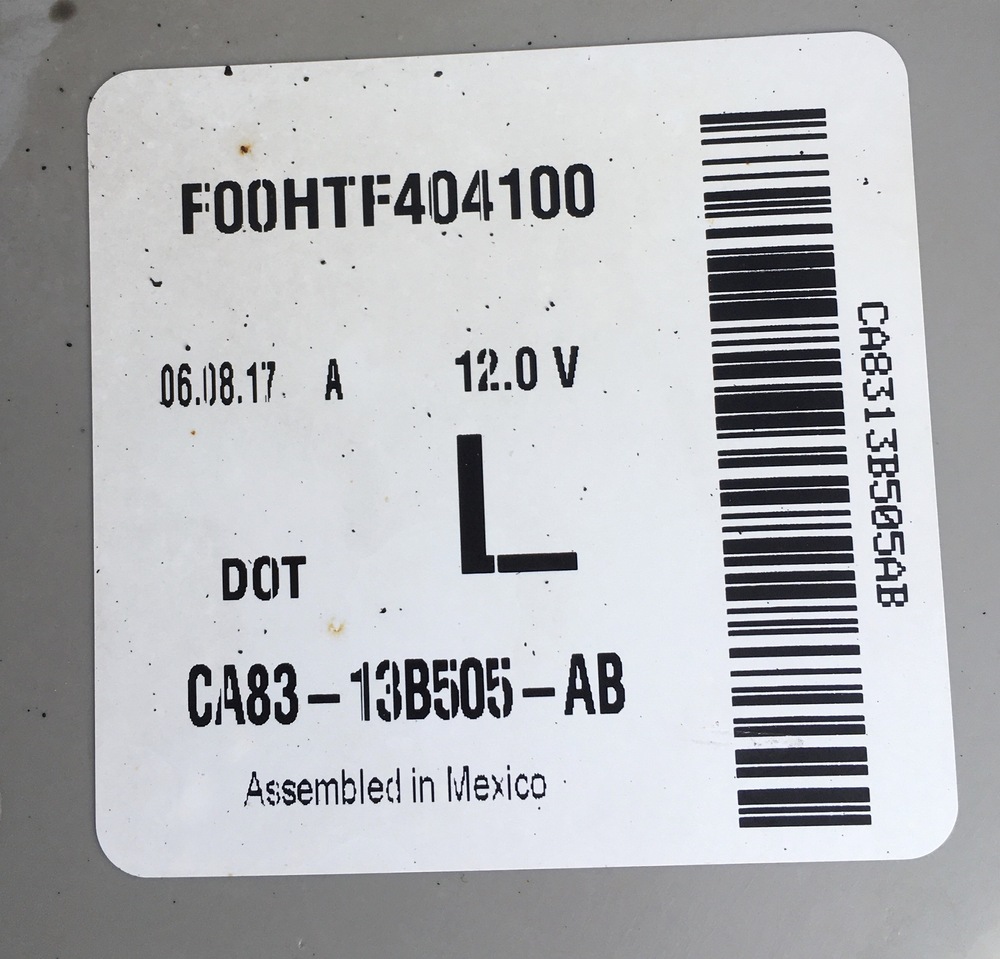 F00HTF404100
06.08.17 A 12.0 V
L
DOT
CA83-13B505-AB
Assembled in Mexico
CA8313B505AB